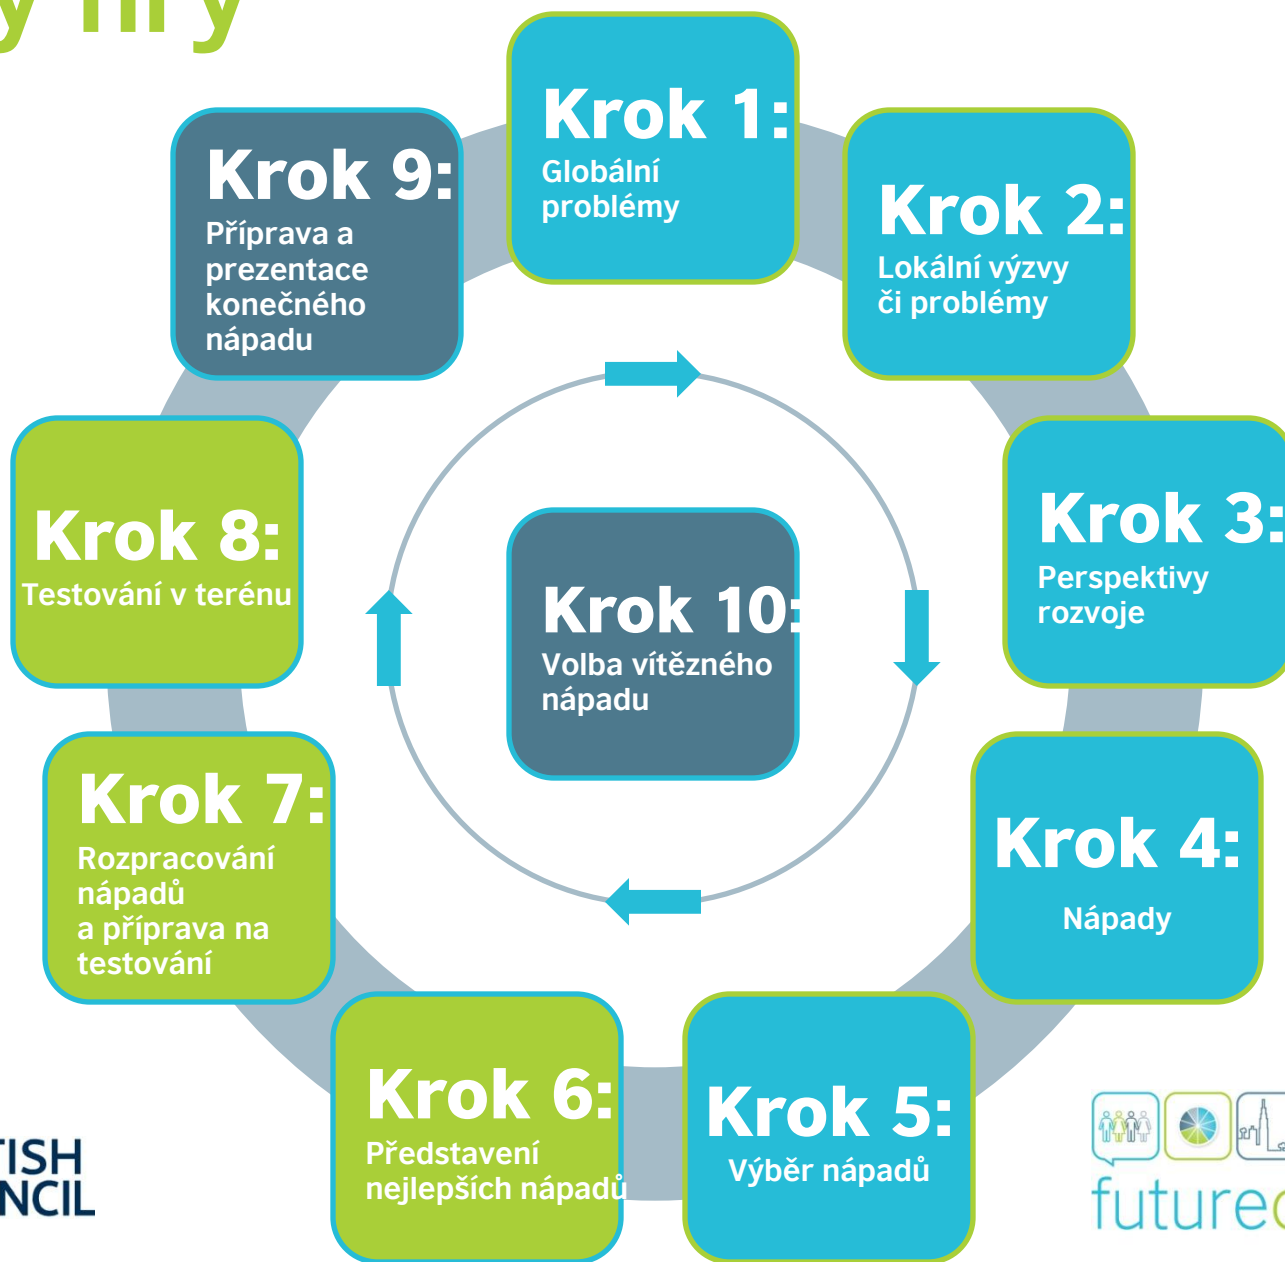 y hry
Krok 1:
Globální
problémy
Krok 2:
Lokální výzvy
či problémy
Krok 3:
Perspektivy
rozvoje
Krok 4:
Nápady
Krok 5:
Výběr nápadů
Krok 6:
Představení
nejlepších nápadů
Krok 7:
Rozpracování
nápadů
a příprava na
testování
Krok 8:
Testování v terénu
Krok 9:
Příprava a
prezentace
konečného
nápadu
Krok 10:
Volba vítězného
nápadu
TISH
NCIL
future